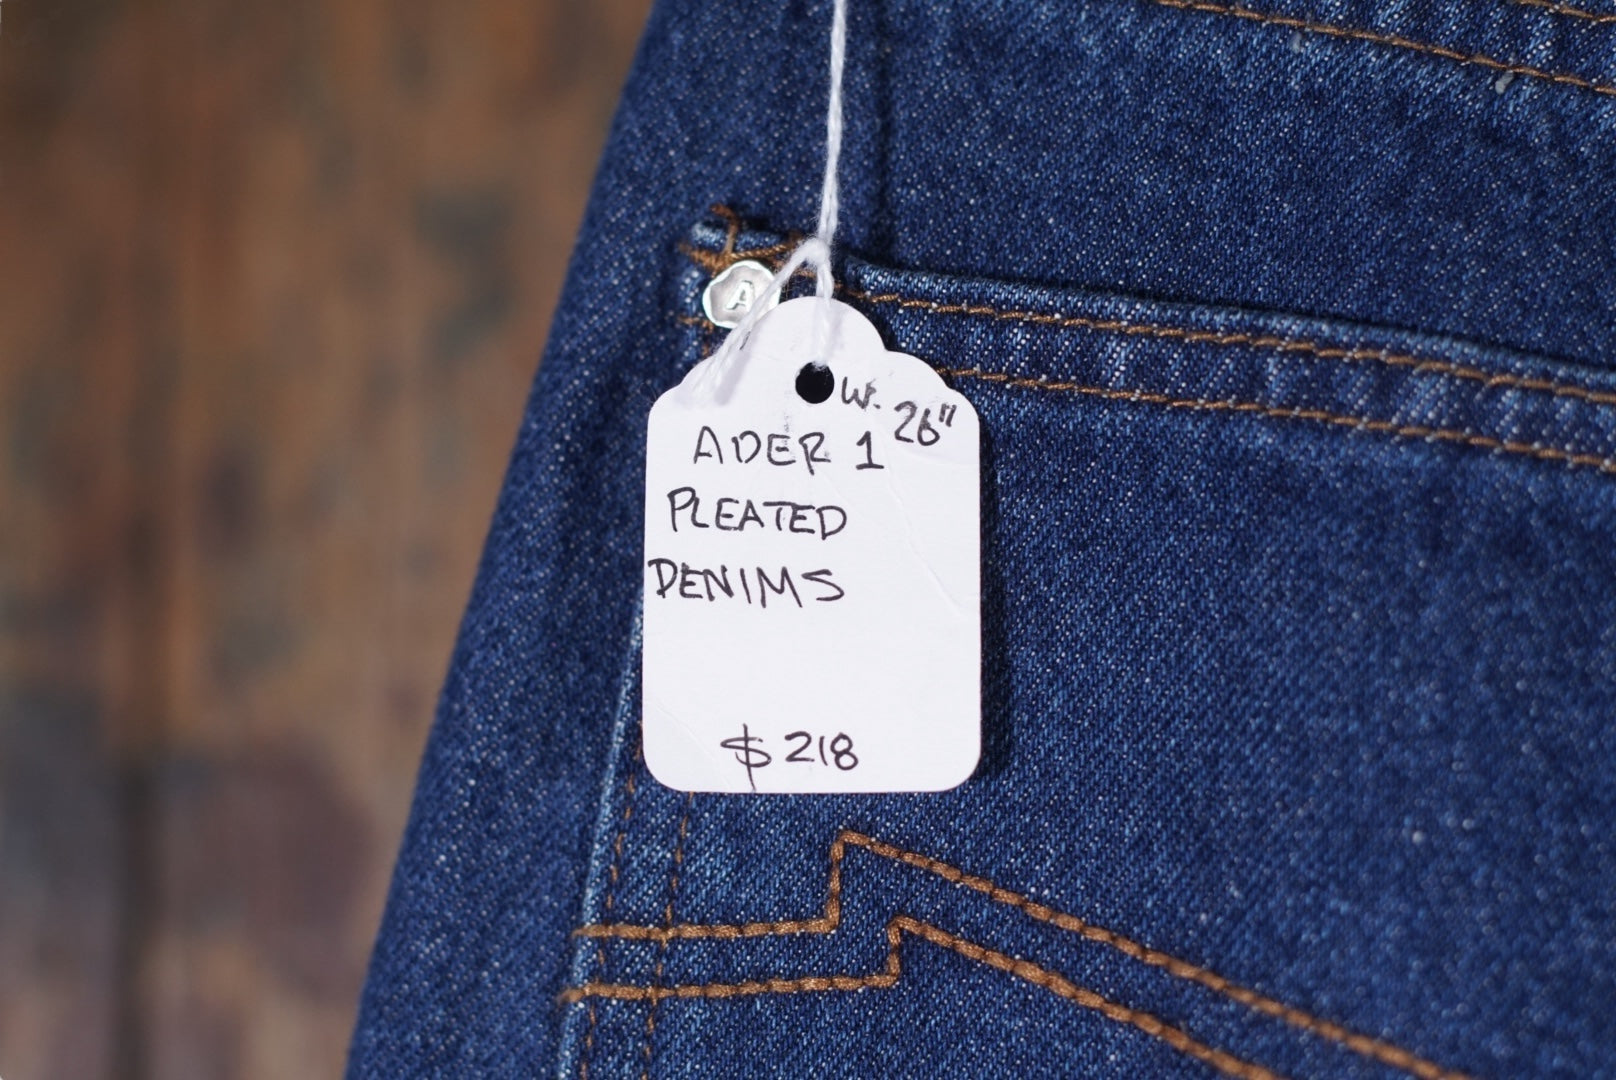 A
W. 26"
ADER 1
PLEATED
DENIMS
$218